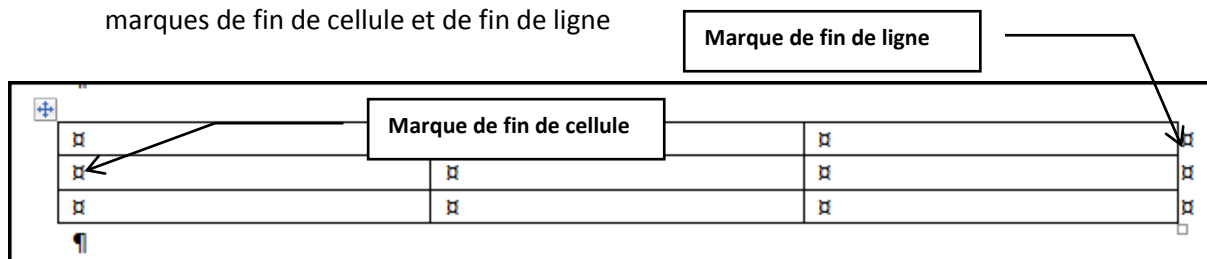 marques de fin de cellule et de fin de ligne
Marque de fin de ligne
Marque de fin de cellule
¤ ¤ ¤
¤ ¤ ¤ ¤
¤ ¤ ¤ ¤
¶